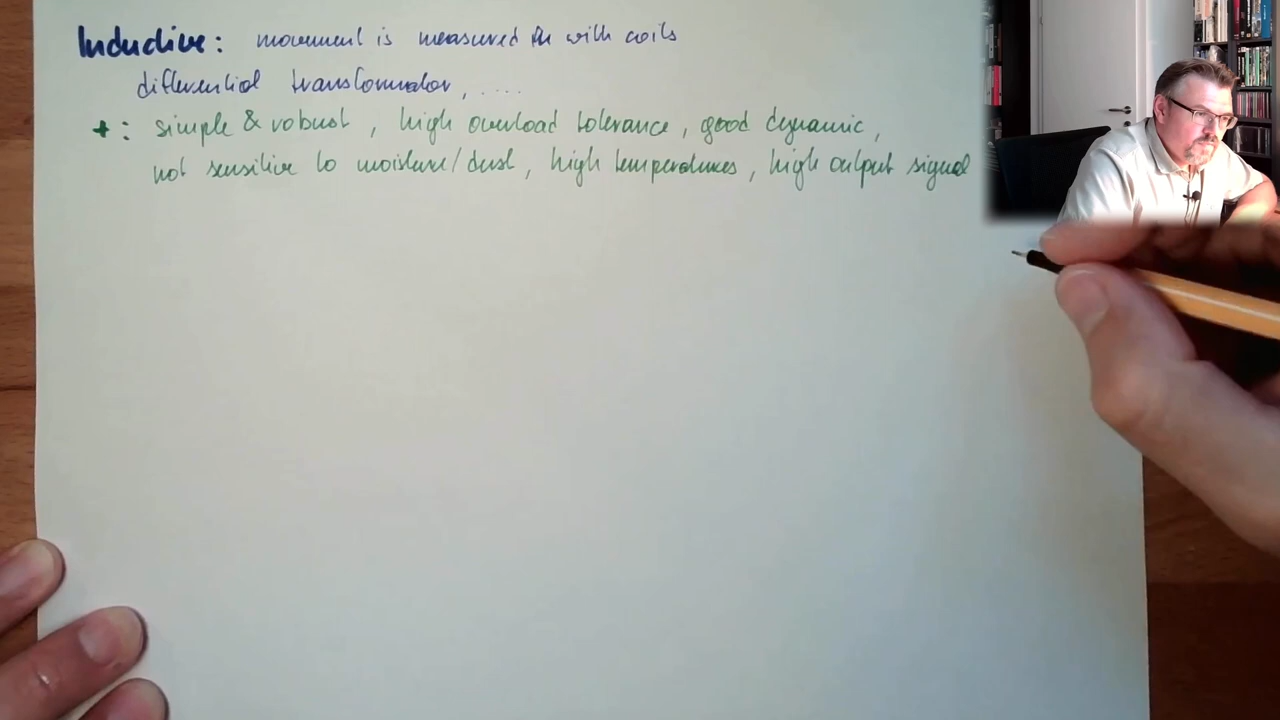 Inductive: movement is measured with coils
differential transformator, ....
+: simple & robust, high overload tolerance, good dynamic,
not sensitive to moisture/dust, high temperatures, high output signal